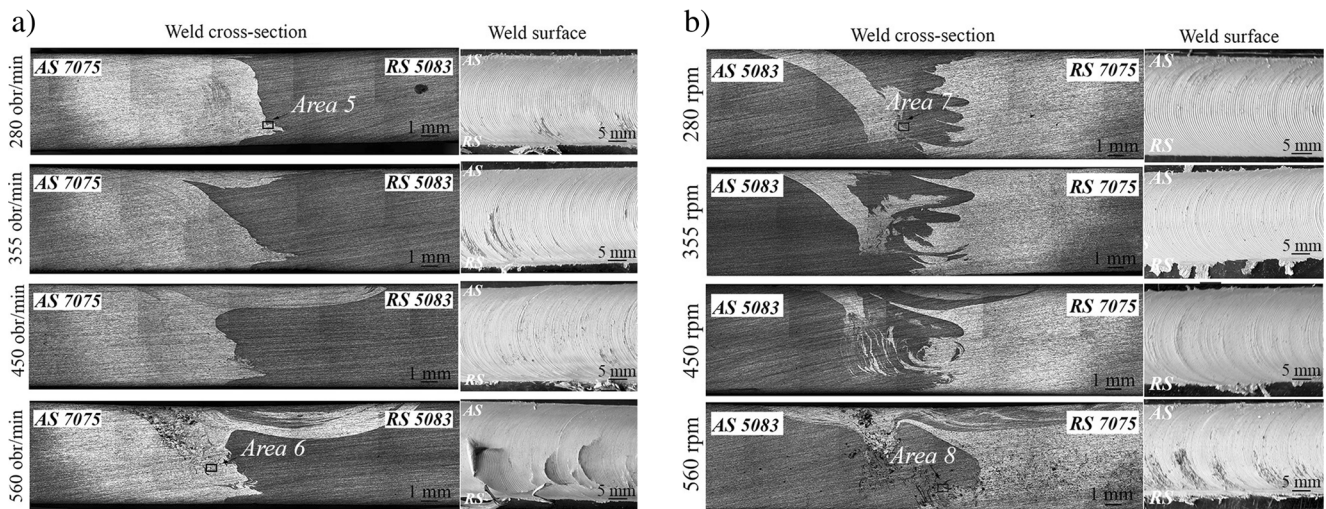 a)
Weld cross-section
Weld surface
280 obr/min
AS 7075
RS 5083
Area 5
1 mm
AS
RS
5 mm
355 obr/min
AS 7075
RS 5083
1 mm
AS
RS
5 mm
450 obr/min
AS 7075
RS 5083
1 mm
AS
RS
5 mm
560 obr/min
AS 7075
RS 5083
Area 6
1 mm
AS
RS
5 mm
b)
Weld cross-section
Weld surface
280 rpm
AS 5083
RS 7075
Area 7
1 mm
AS
RS
5 mm
355 rpm
AS 5083
RS 7075
1 mm
AS
RS
5 mm
450 rpm
AS 5083
RS 7075
1 mm
AS
RS
5 mm
560 rpm
AS 5083
RS 7075
Area 8
1 mm
AS
RS
5 mm